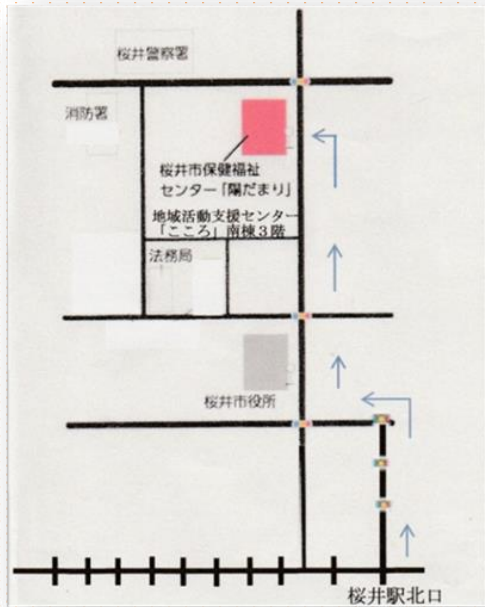 桜井警察署
消防署
桜井市保健福祉
センター「陽だまり」
地域活動支援センター
「こころ」南棟3階
法務局
桜井市役所
桜井駅北口